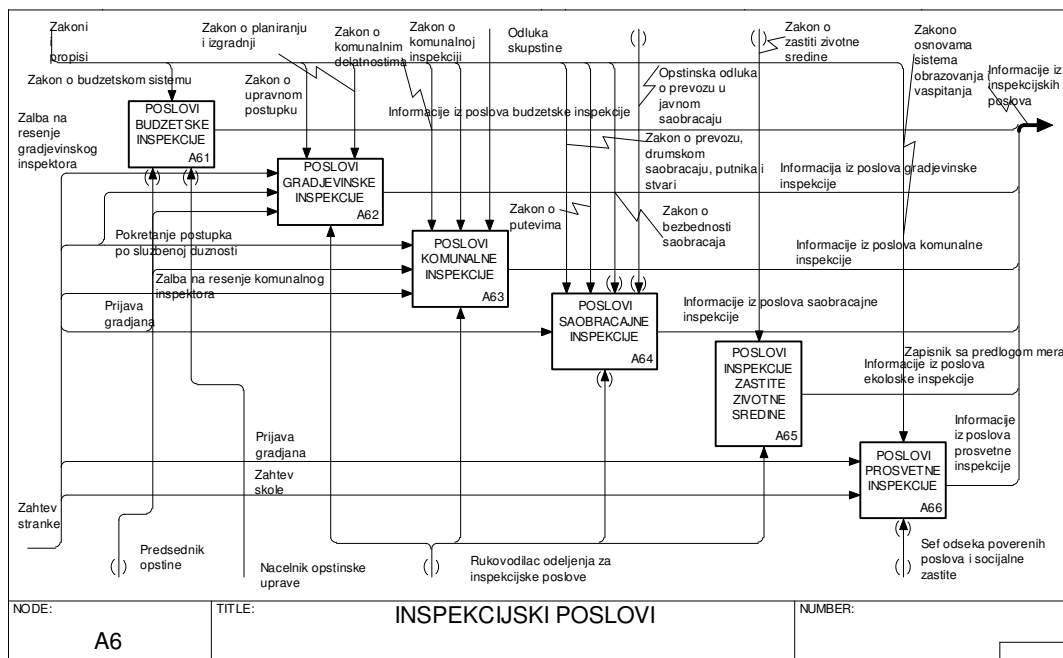 Zakoni
i
propisi
Zakon o planiranju
i izgradnji
Zakon o
komunalnim
delatnostima
Zakon o
komunalnoj
inspekciji
Odluka
skupstine
Zakon o
zastiti zivotne
sredine
Zakono
osnovama
sistema
obrazovanja
vaspitanja
Informacije iz
inspekcijskih
poslova
Zakon o budzetskom sistemu
Zakon o
upravnom
postupku
Opstinska odluka
o prevozu u
javnom
saobracaju
Zalba na
resenje
gradjevinskog
inspektora
POSLOVI
BUDZETSKE
INSPEKCIJE
A61
Informacije iz poslova budzetske inspekcije
Zakon o prevozu,
drumskom
saobracaju, putnika i
stvari
POSLOVI
GRADJEVINSKE
INSPEKCIJE
A62
Informacija iz poslova gradjevinske
inspekcije
Zakon o
putevima
Zakon o
bezbednosti
saobracaja
Pokretanje postupka
po sluzbenoj duznosti
POSLOVI
KOMUNALNE
INSPEKCIJE
A63
Informacije iz poslova komunalne
inspekcije
Zalba na resenje komunalnog
inspektora
Prijava
gradjana
POSLOVI
SAOBRACAJNE
INSPEKCIJE
A64
Informacije iz poslova saobracajne
inspekcije
POSLOVI
INSPEKCIJE
ZASTITE
ZIVOTNE
SREDINE
A65
Zapisnik sa predlogom mera
Informacije iz poslova
ekoloske inspekcije
Prijava
gradjana
Zahtev
skole
POSLOVI
PROSVETNE
INSPEKCIJE
A66
Informacije
iz poslova
prosvetne
inspekcije
Zahtev
stranke
Predsednik
opstine
Nacelnik opstinske
uprave
Rukovodilac odeljenja za
inspekcijske poslove
Sef odseka poverenih
poslova i socijalne
zastite
NODE:
A6
TITLE:
INSPEKCIJSKI POSLOVI
NUMBER: